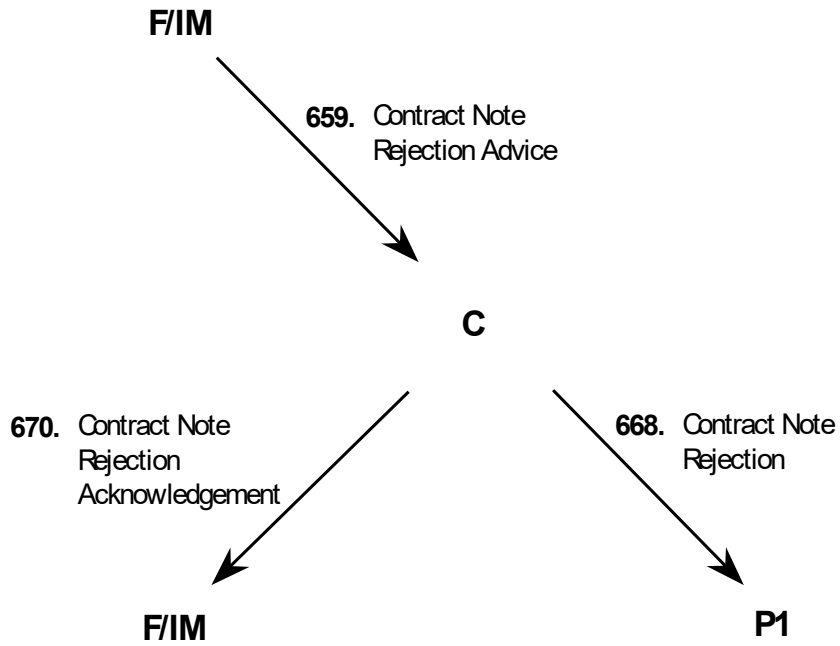 F/IM
659. Contract Note
Rejection Advice
C
670. Contract Note
Rejection
Acknowledgement
668. Contract Note
Rejection
F/IM
P1